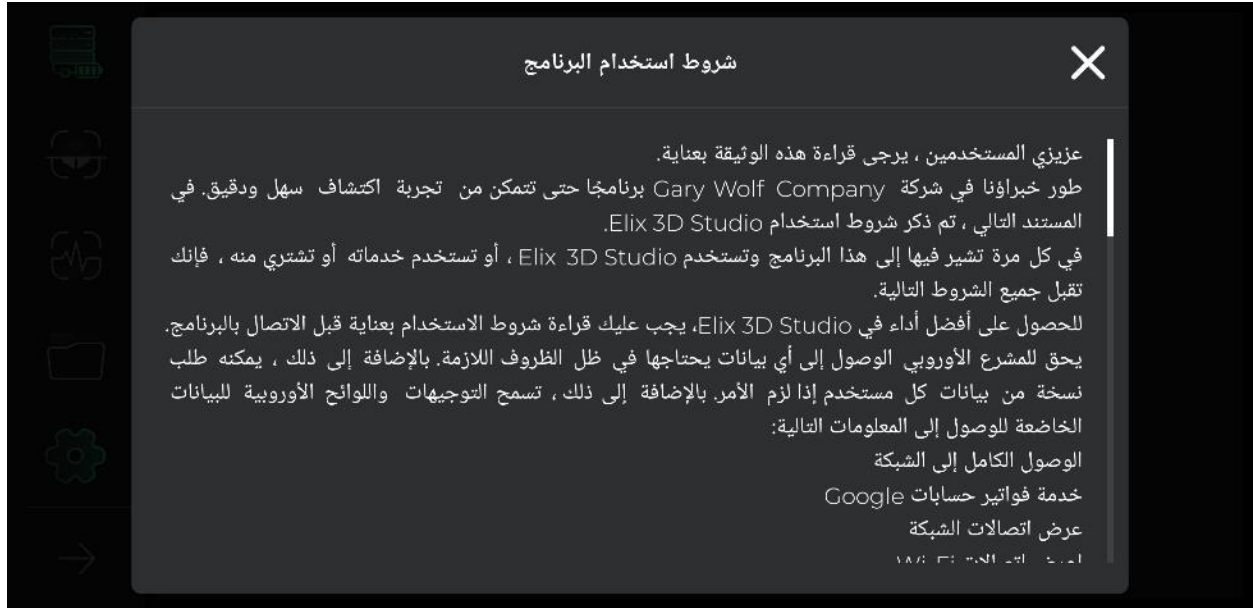 شروط استخدام البرنامج
عزيزي المستخدمين ، يرجى قراءة هذه الوثيقة بعناية.
طور خبراؤنا في شركة Gary Wolf Company برنامجًا حتى تتمكن من تجربة اكتشاف سهل ودقيق. في
المستند التالي ، تم ذكر شروط استخدام Elix 3D Studio.
في كل مرة تشير فيها إلى هذا البرنامج وتستخدم Elix 3D Studio ، أو تستخدم خدماته أو تشتري منه ، فإنك
تقبل جميع الشروط التالية.
للحصول على أفضل أداء في Elix 3D Studio، يجب عليك قراءة شروط الاستخدام بعناية قبل الاتصال بالبرنامج.
يحق للمشرع الأوروبي الوصول إلى أي بيانات يحتاجها في ظل الظروف اللازمة. بالإضافة إلى ذلك ، يمكنه طلب
نسخة من بيانات كل مستخدم إذا لزم الأمر. بالإضافة إلى ذلك ، تسمح التوجيهات واللوائح الأوروبية للبيانات
الخاضعة للوصول إلى المعلومات التالية:
الوصول الكامل إلى الشبكة
خدمة فواتير حسابات Google
عرض اتصالات الشبكة